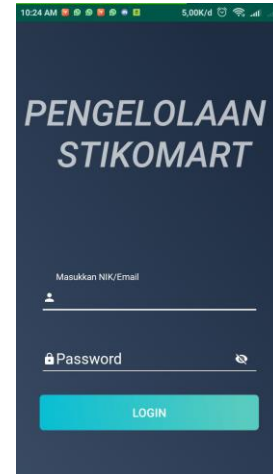 10:24 AM 5,00K/d
PENGELOLAAN
STIKOMART
Masukkan NIK/Email
Password
LOGIN